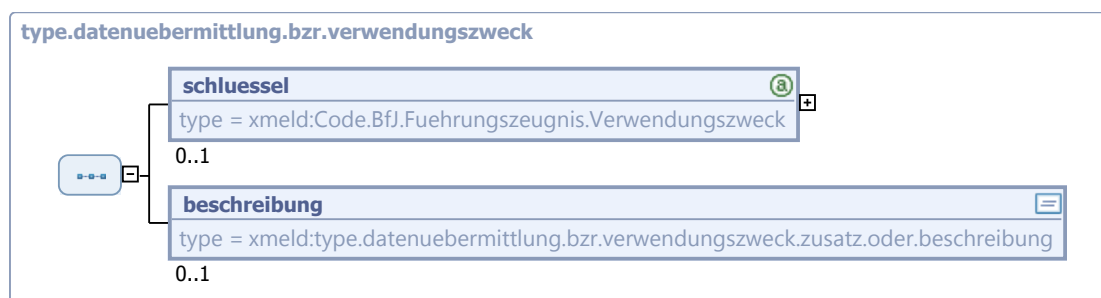 type.datenuebermittlung.bzr.verwendungszweck
schluessel
type = xmeld:Code.BfJ.Fuehrungszeugnis.Verwendungszweck
0..1
beschreibung
type = xmeld:type.datenuebermittlung.bzr.verwendungszweck.zusatz.oder.beschreibung
0..1